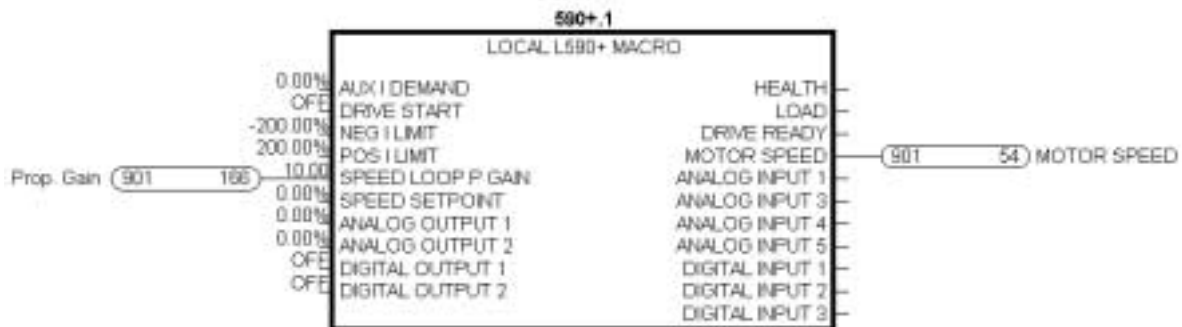 590+.1
LOCAL L590+ MACRO
0.00% AUX I DEMAND HEALTH
OFF DRIVE START LOAD
-200.00% NEG I LIMIT DRIVE READY
200.00% POS I LIMIT MOTOR SPEED 901 54 MOTOR SPEED
Prop. Gain 901 166 10.00 SPEED LOOP P GAIN ANALOG INPUT 1
0.00% SPEED SETPOINT ANALOG INPUT 3
0.00% ANALOG OUTPUT 1 ANALOG INPUT 4
0.00% ANALOG OUTPUT 2 ANALOG INPUT 5
OFF DIGITAL OUTPUT 1 DIGITAL INPUT 1
OFF DIGITAL OUTPUT 2 DIGITAL INPUT 2
DIGITAL INPUT 3